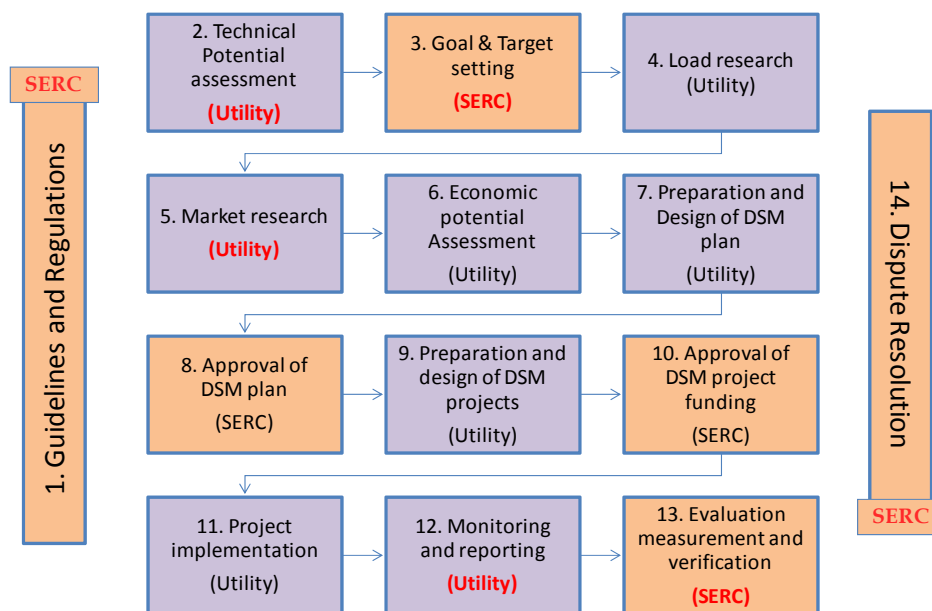 SERC
1. Guidelines and Regulations
2. Technical
Potential
assessment
(Utility)
3. Goal & Target
setting
(SERC)
4. Load research
(Utility)
5. Market research
(Utility)
6. Economic
potential
Assessment
(Utility)
7. Preparation and
Design of DSM
plan
(Utility)
8. Approval of
DSM plan
(SERC)
9. Preparation and
design of DSM
projects
(Utility)
10. Approval of
DSM project
funding
(SERC)
11. Project
implementation
(Utility)
12. Monitoring
and reporting
(Utility)
13. Evaluation
measurement and
verification
(SERC)
14. Dispute Resolution
SERC